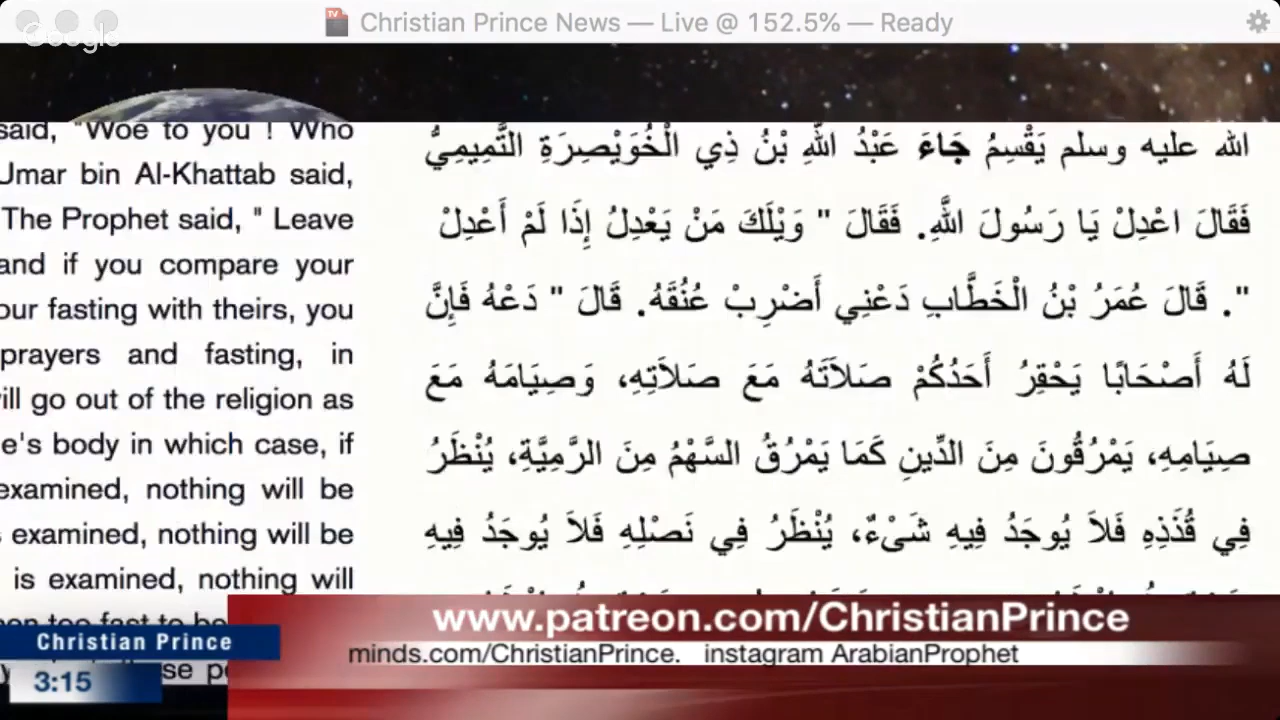 Christian Prince News — Live @ 152.5% — Ready
Google
said, "Woe to you ! Who
Umar bin Al-Khattab said,
The Prophet said, " Leave
and if you compare your
our fasting with theirs, you
prayers and fasting, in
will go out of the religion as
e's body in which case, if
examined, nothing will be
s examined, nothing will be
is examined, nothing will
الله عليه وسلم يَقْسِمُ جَاءَ عَبْدُ اللَّهِ بْنُ ذِي الْخُوَيْصِرَةِ التَّمِيمِيُّ
فَقَالَ اعْدِلْ يَا رَسُولَ اللَّهِ. فَقَالَ " وَيْلَكَ مَنْ يَعْدِلُ إِذَا لَمْ أَعْدِلْ
". قَالَ عُمَرُ بْنُ الْخَطَّابِ دَعْنِي أَضْرِبْ عُنُقَهُ. قَالَ " دَعْهُ فَإِنَّ
لَهُ أَصْحَابًا يَحْقِرُ أَحَدُكُمْ صَلاَتَهُ مَعَ صَلاَتِهِ، وَصِيَامَهُ مَعَ
صِيَامِهِ، يَمْرُقُونَ مِنَ الدِّينِ كَمَا يَمْرُقُ السَّهْمُ مِنَ الرَّمِيَّةِ، يُنْظَرُ
فِي قُذَذِهِ فَلاَ يُوجَدُ فِيهِ شَىْءٌ، يُنْظَرُ فِي نَصْلِهِ فَلاَ يُوجَدُ فِيهِ
www.patreon.com/ChristianPrince
minds.com/ChristianPrince. instagram ArabianProphet
Christian Prince
3:15